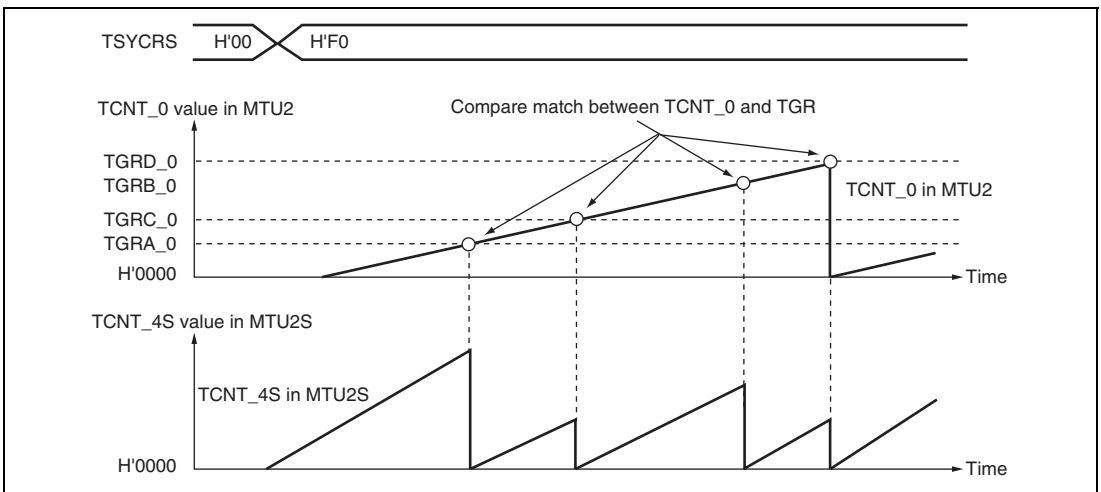 TSYCRS H'00 H'F0
TCNT_0 value in MTU2
Compare match between TCNT_0 and TGR
TGRD_0
TGRB_0
TCNT_0 in MTU2
TGRC_0
TGRA_0
H'0000
Time
TCNT_4S value in MTU2S
TCNT_4S in MTU2S
H'0000
Time